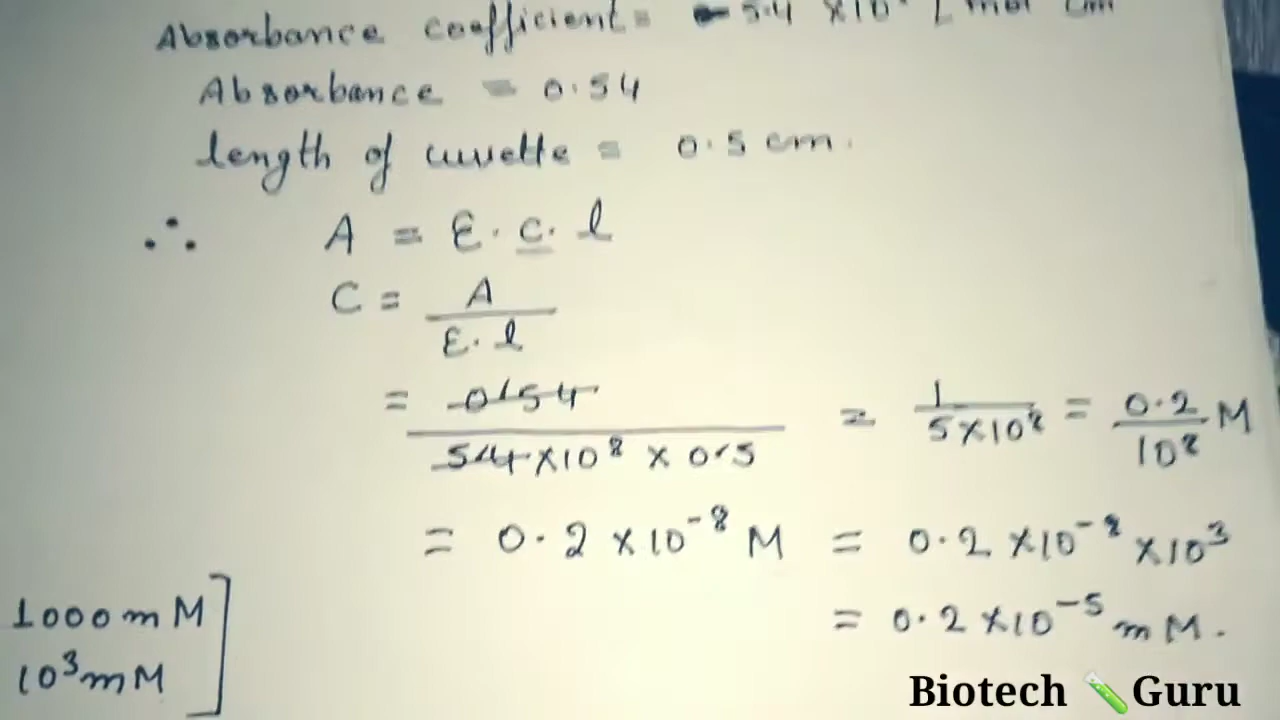 Absorbance coefficient =
Absorbance = 0.54
length of cuvette = 0.5 cm.
∴ A = ε. c. l
C = A / ε. l
= 0.54 / 54 × 10⁸ × 0.5 = 1 / 5×10⁸ = 0.2 / 10⁸ M
= 0.2 × 10⁻⁸ M = 0.2 × 10⁻⁸ × 10³
1000 mM ]
= 0.2 × 10⁻⁵ mM.
10³ mM
Biotech Guru